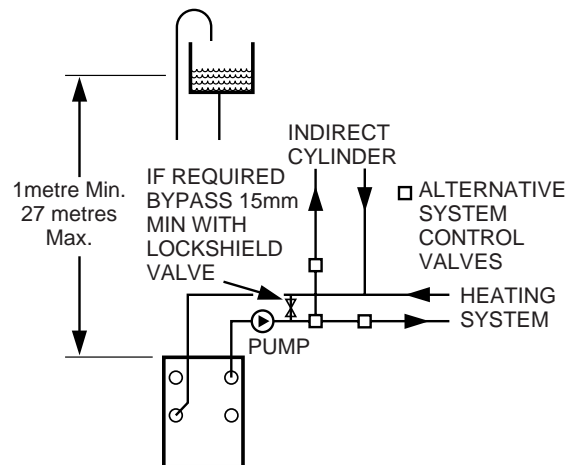 1metre Min.
27 metres
Max.
IF REQUIRED
BYPASS 15mm
MIN WITH
LOCKSHIELD
VALVE
INDIRECT
CYLINDER
ALTERNATIVE
SYSTEM
CONTROL
VALVES
HEATING
SYSTEM
PUMP